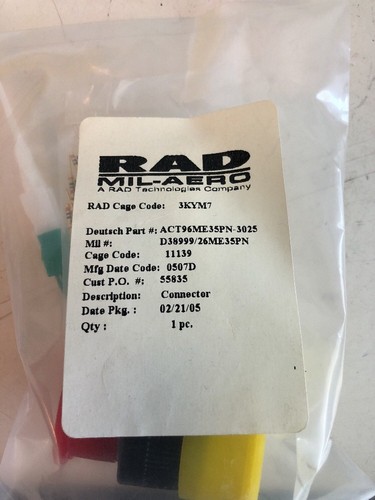 RAD
MIL-AERO
A RAD Technologies Company
RAD Cage Code: 3KYM7
Deutsch Part #: ACT96ME35PN-3025
Mil #: D38999/26ME35PN
Cage Code: 11139
Mfg Date Code: 0507D
Cust P.O. #: 55835
Description: Connector
Date Pkg. : 02/21/05
Qty : 1 pc.